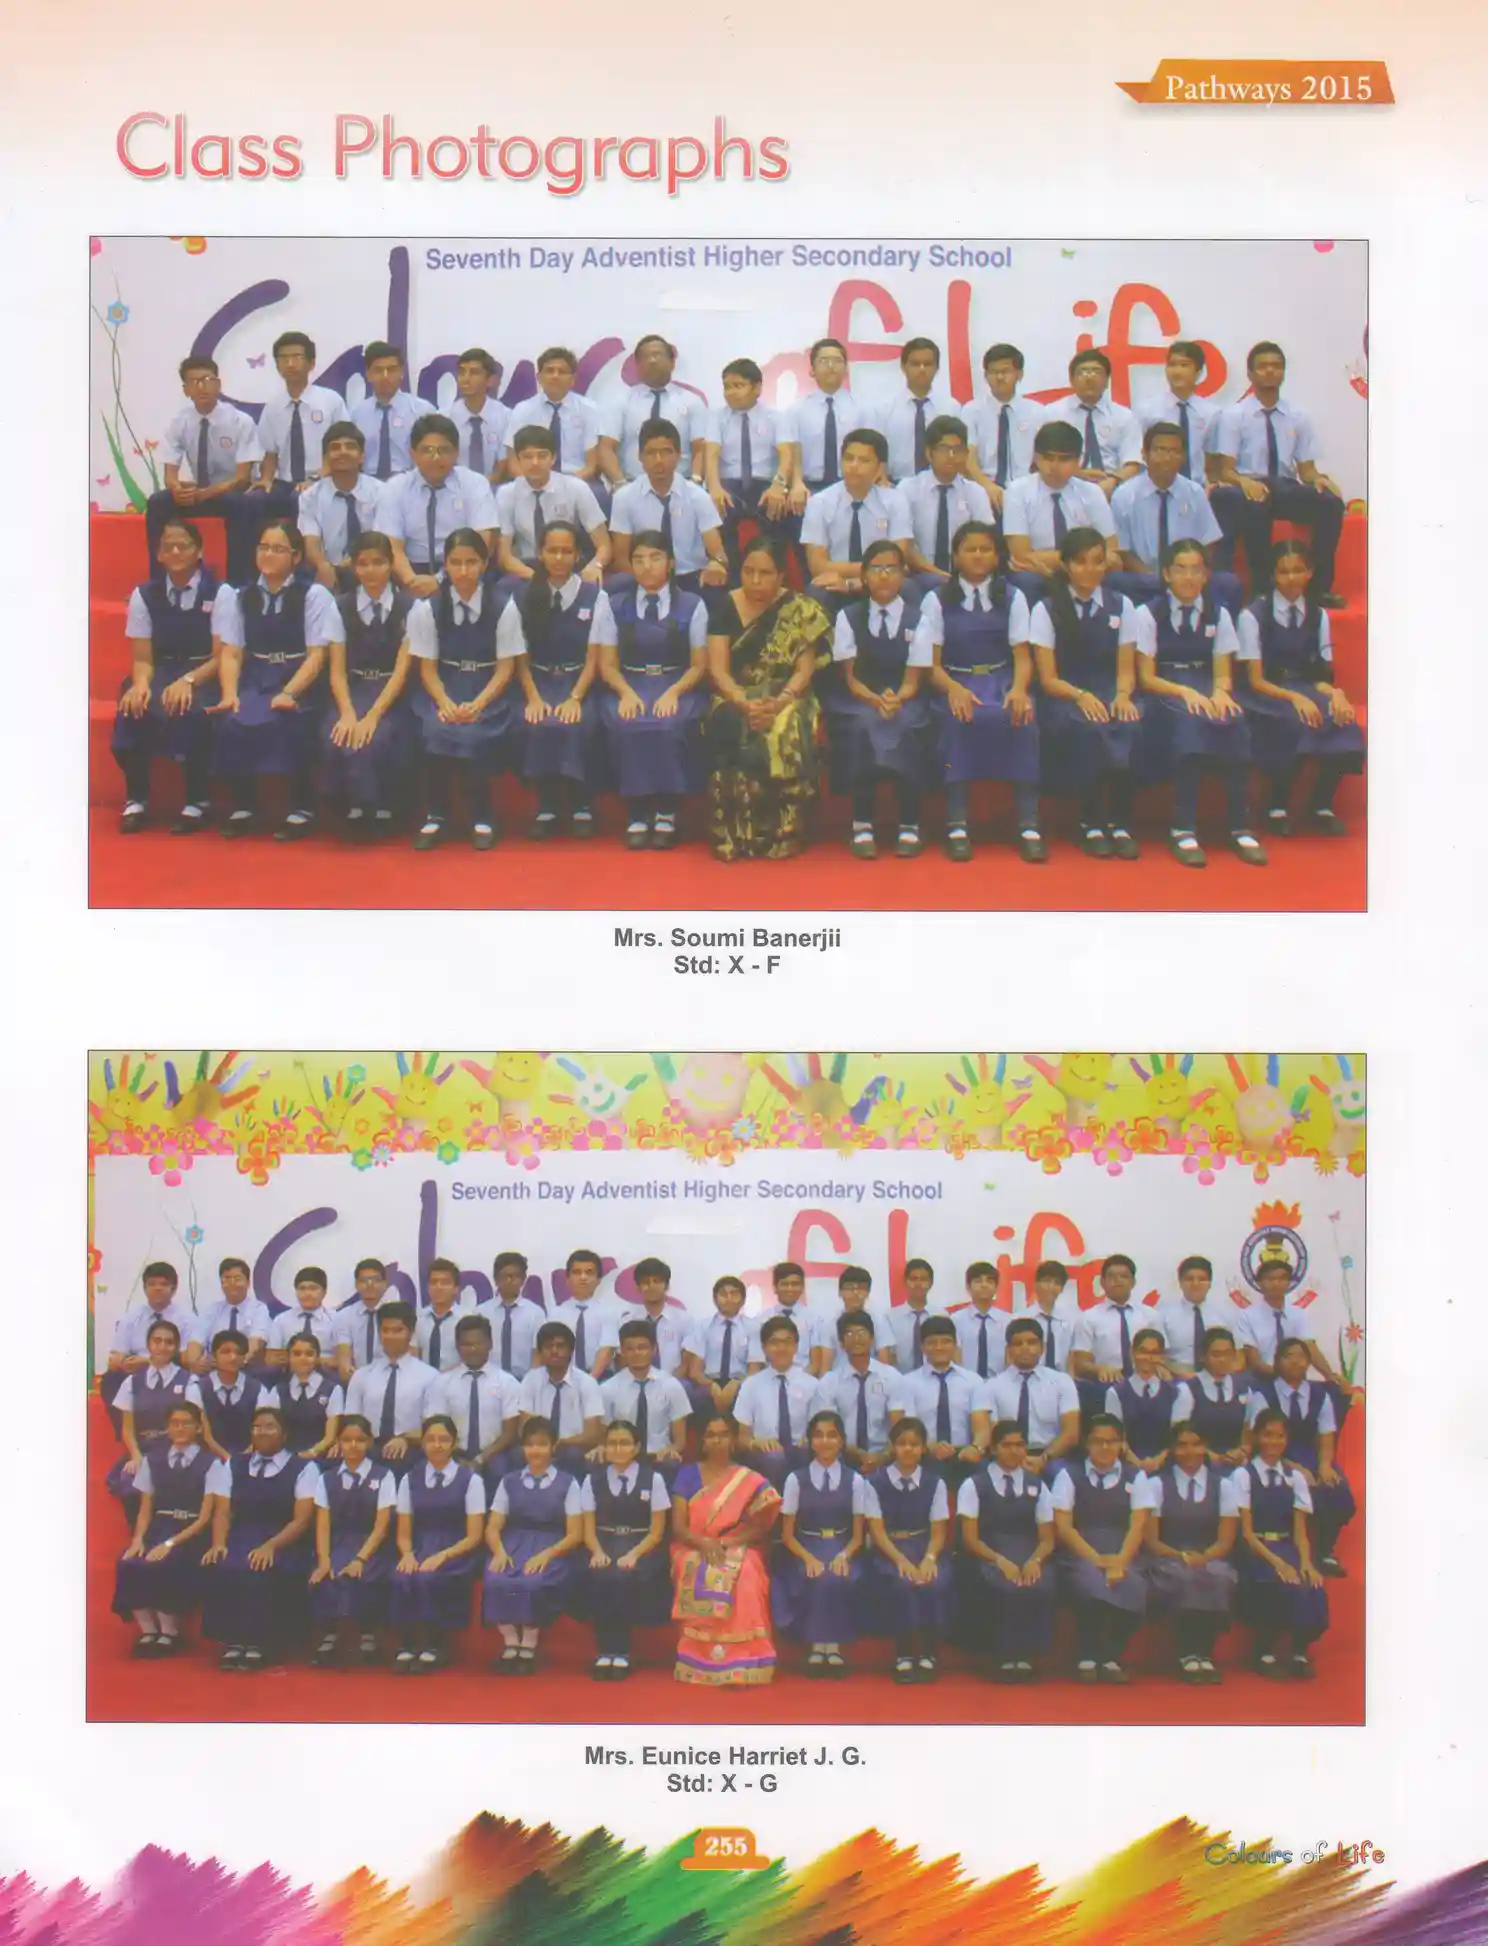 Pathways 2015
Class Photographs
Seventh Day Adventist Higher Secondary School
Colours of Life
Mrs. Soumi Banerjii
Std: X - F
Seventh Day Adventist Higher Secondary School
Colours of Life
Mrs. Eunice Harriet J. G.
Std: X - G
255
Colours of Life